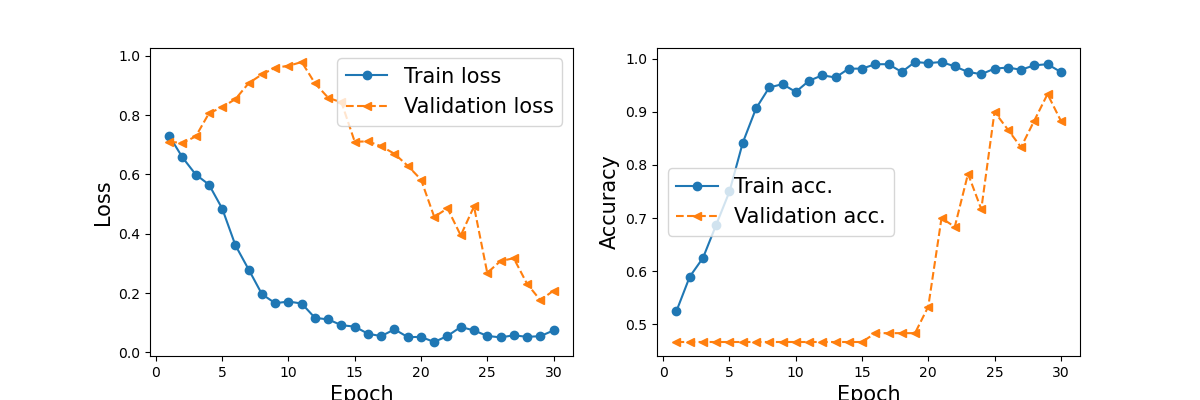 1.0
0.8
0.6
0.4
0.2
0.0
Loss
0 5 10 15 20 25 30
Epoch
Train loss
Validation loss
1.0
0.9
0.8
0.7
0.6
0.5
Accuracy
0 5 10 15 20 25 30
Epoch
Train acc.
Validation acc.